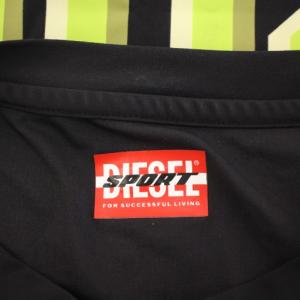 DIESEL®
SPORT
FOR SUCCESSFUL LIVING